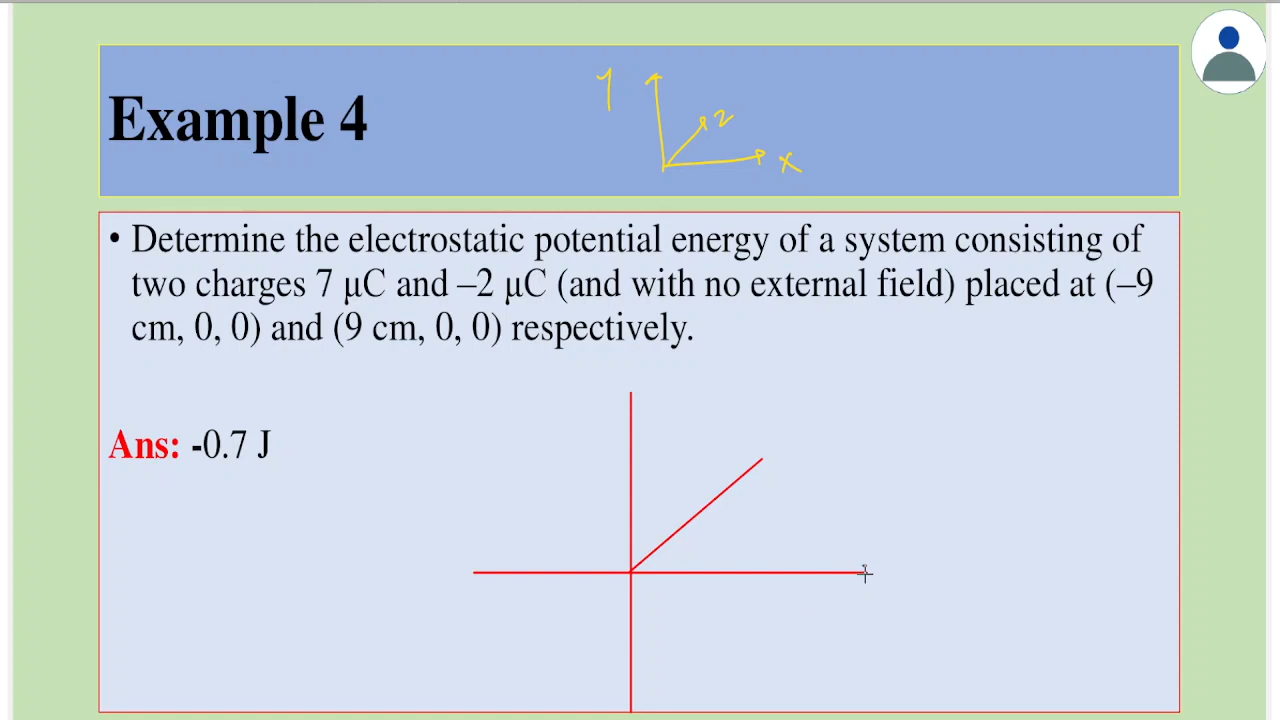 Y
z
Example 4
x
• Determine the electrostatic potential energy of a system consisting of
two charges 7 μC and –2 μC (and with no external field) placed at (–9
cm, 0, 0) and (9 cm, 0, 0) respectively.
Ans: -0.7 J